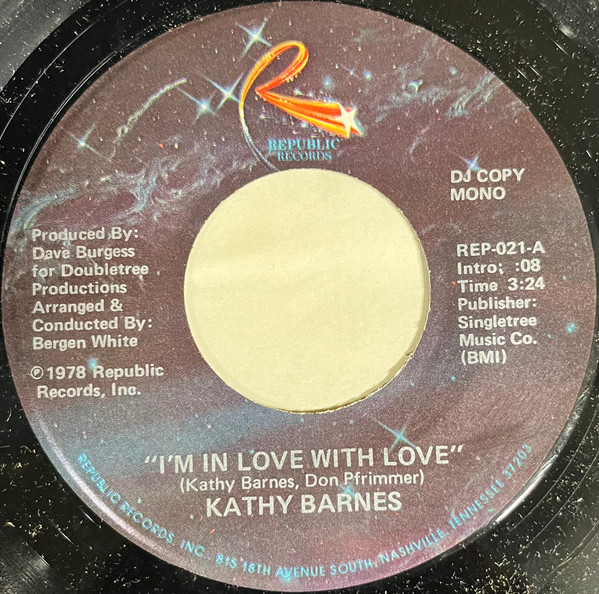 R
REPUBLIC
RECORDS
DJ COPY
MONO
Produced By:
Dave Burgess
for Doubletree
Productions
Arranged &
Conducted By:
Bergen White
℗ 1978 Republic
Records, Inc.
REP-021-A
Intro; :08
Time 3:24
Publisher:
Singletree
Music Co.
(BMI)
"I'M IN LOVE WITH LOVE"
(Kathy Barnes, Don Pfrimmer)
KATHY BARNES
REPUBLIC RECORDS, INC. 815 18TH AVENUE SOUTH, NASHVILLE, TENNESSEE 37203